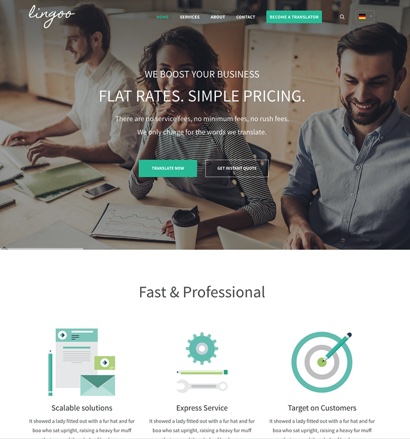 lingoo
HOME SERVICES ABOUT CONTACT BECOME A TRANSLATOR
WE BOOST YOUR BUSINESS
FLAT RATES. SIMPLE PRICING.
There are no service fees, no minimum fees, no rush fees.
We only charge for the words we translate.
TRANSLATE NOW GET INSTANT QUOTE
Fast & Professional
Scalable solutions Express Service Target on Customers
It showed a lady fitted out with a fur hat and fur It showed a lady fitted out with a fur hat and fur It showed a lady fitted out with a fur hat and fur
boa who sat upright, raising a heavy fur muff boa who sat upright, raising a heavy fur muff boa who sat upright, raising a heavy fur muff